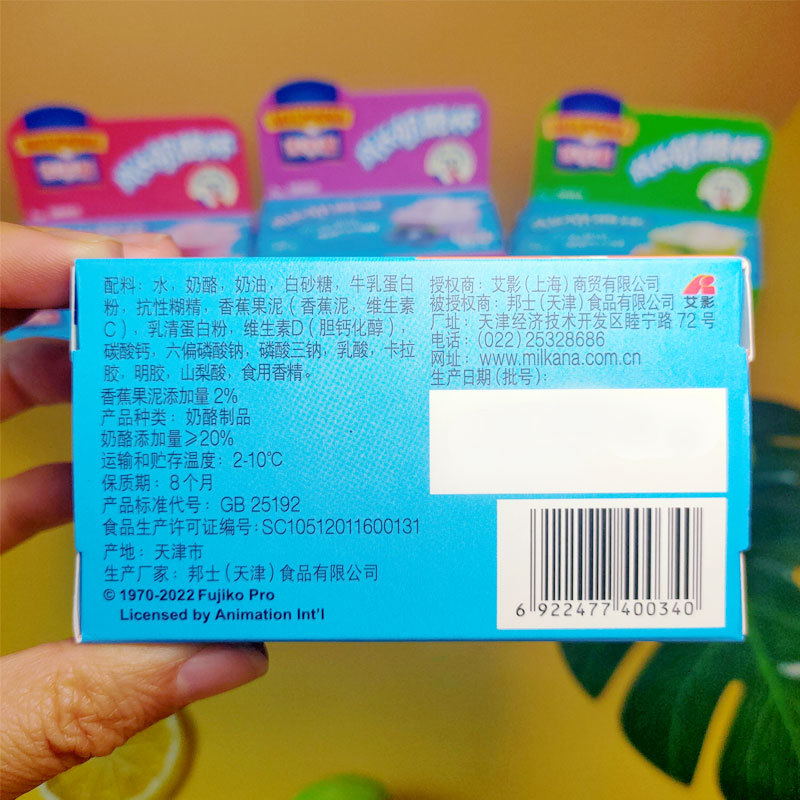 配料：水，奶酪，奶油，白砂糖，牛乳蛋白
粉，抗性糊精，香蕉果泥（香蕉泥，维生素
C），乳清蛋白粉，维生素D（胆钙化醇），
碳酸钙，六偏磷酸钠，磷酸三钠，乳酸，卡拉
胶，明胶，山梨酸，食用香精。
香蕉果泥添加量 2%
产品种类：奶酪制品
奶酪添加量≥20%
运输和贮存温度：2-10℃
保质期：8个月
产品标准代号：GB 25192
食品生产许可证编号：SC10512011600131
产地：天津市
生产厂家：邦士（天津）食品有限公司
© 1970-2022 Fujiko Pro
Licensed by Animation Int'l
授权商：艾影（上海）商贸有限公司
被授权商：邦士（天津）食品有限公司
厂址：天津经济技术开发区睦宁路 72 号
电话：(022) 25328686
网址：www.milkana.com.cn
生产日期（批号）：
艾影
6 922477 400340